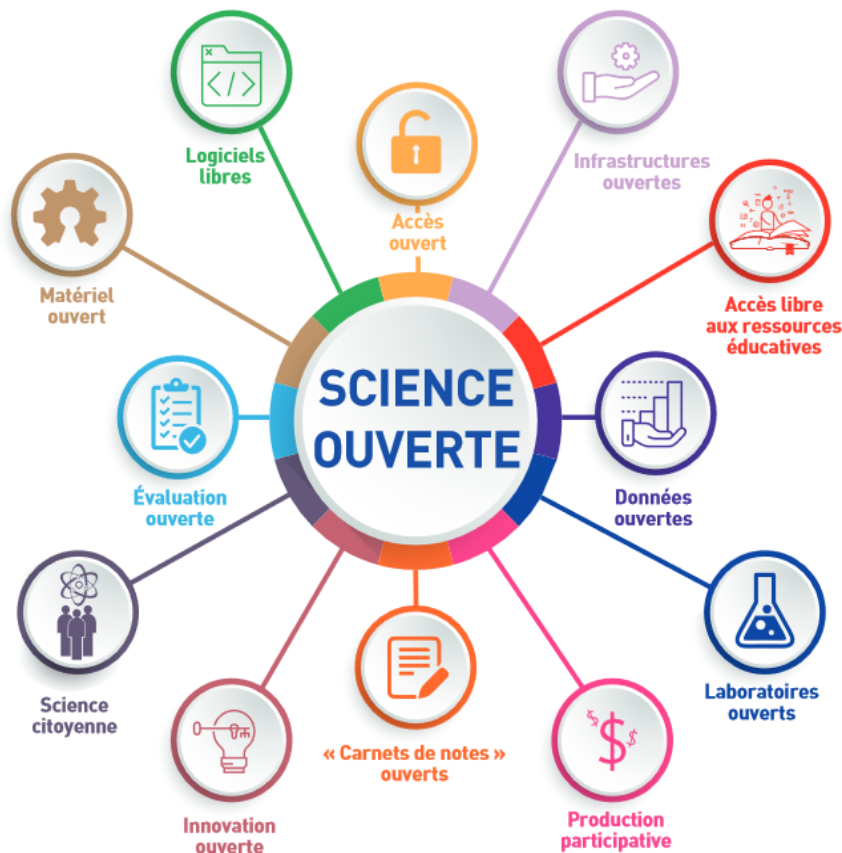 Logiciels
libres
Accès
ouvert
Infrastructures
ouvertes
Matériel
ouvert
Accès libre
aux ressources
éducatives
SCIENCE
OUVERTE
Évaluation
ouverte
Données
ouvertes
Science
citoyenne
Laboratoires
ouverts
« Carnets de notes »
ouverts
Innovation
ouverte
Production
participative